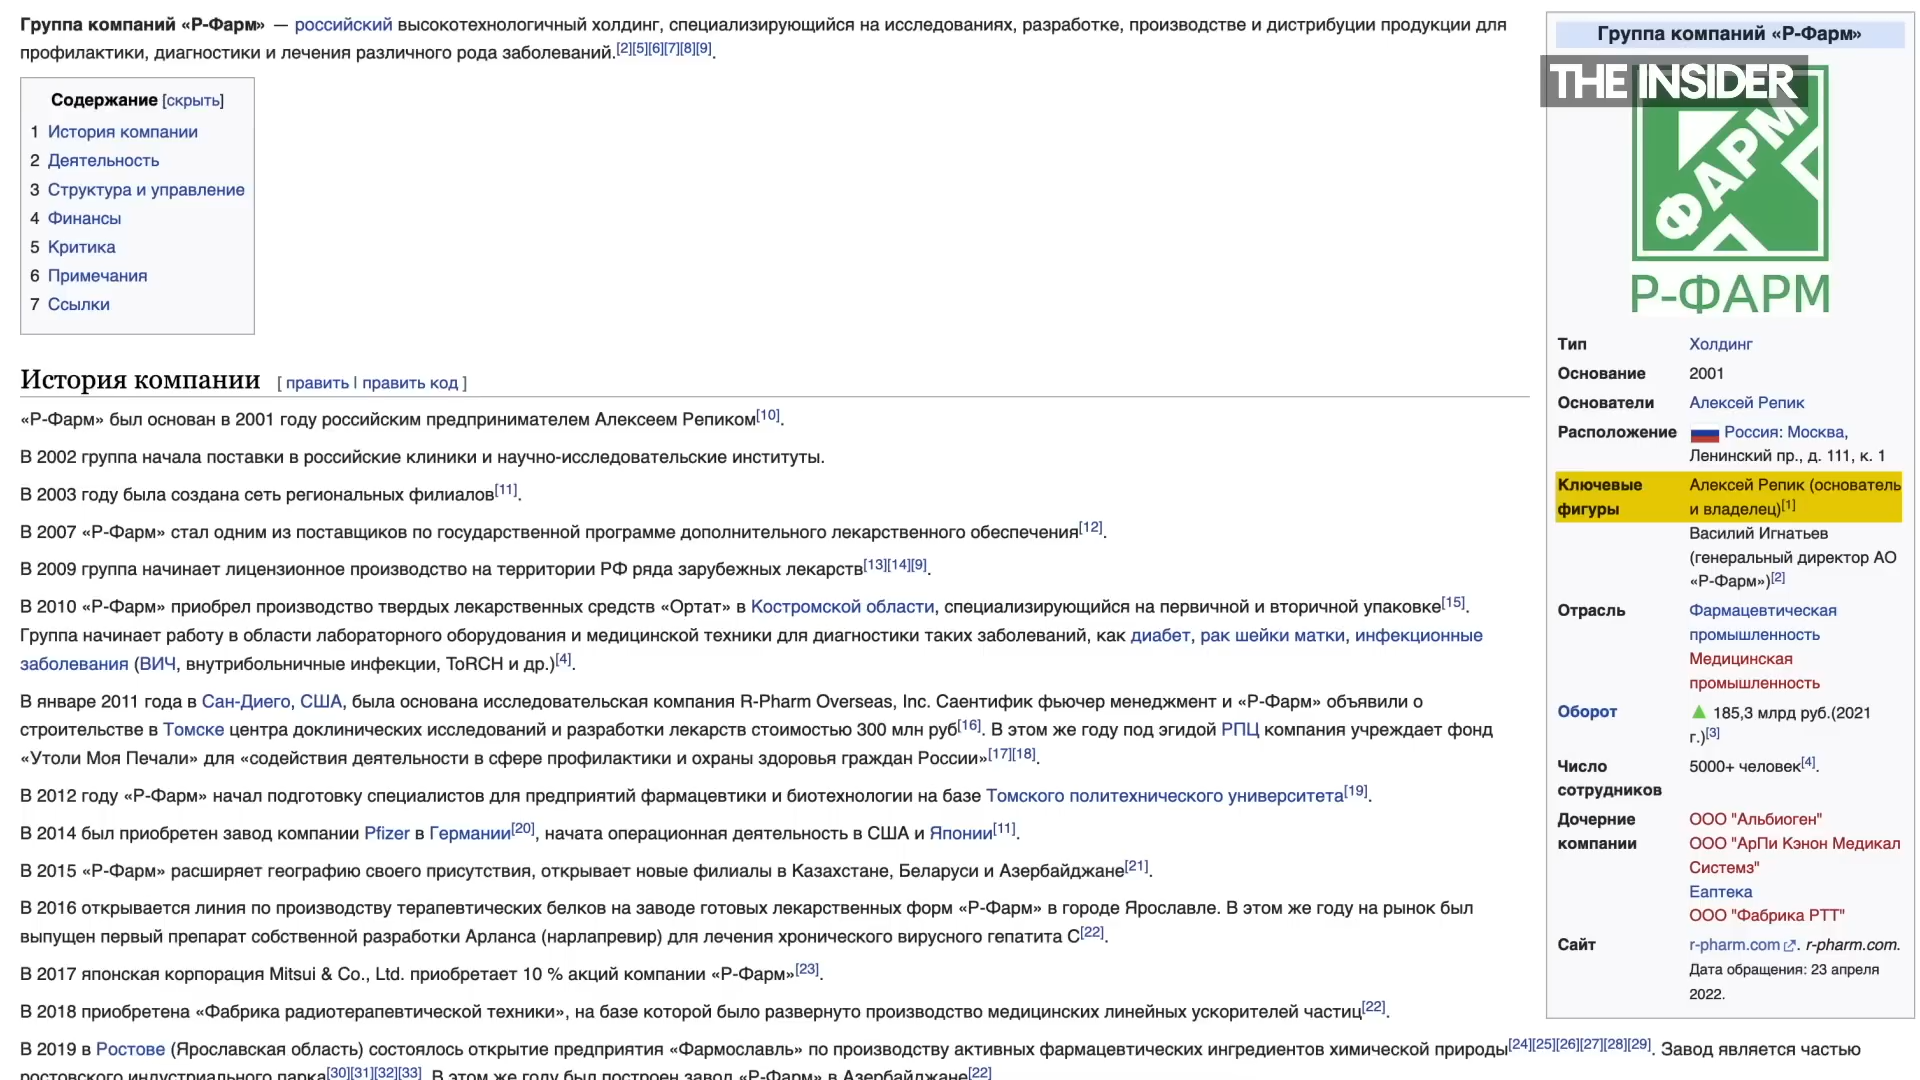 Группа компаний «Р-Фарм» — российский высокотехнологичный холдинг, специализирующийся на исследованиях, разработке, производстве и дистрибуции продукции для
профилактики, диагностики и лечения различного рода заболеваний.[2][5][6][7][8][9].
Содержание [скрыть]
1 История компании
2 Деятельность
3 Структура и управление
4 Финансы
5 Критика
6 Примечания
7 Ссылки
История компании [ править | править код ]
«Р-Фарм» был основан в 2001 году российским предпринимателем Алексеем Репиком[10].
В 2002 группа начала поставки в российские клиники и научно-исследовательские институты.
В 2003 году была создана сеть региональных филиалов[11].
В 2007 «Р-Фарм» стал одним из поставщиков по государственной программе дополнительного лекарственного обеспечения[12].
В 2009 группа начинает лицензионное производство на территории РФ ряда зарубежных лекарств[13][14][9].
В 2010 «Р-Фарм» приобрел производство твердых лекарственных средств «Ортат» в Костромской области, специализирующийся на первичной и вторичной упаковке[15].
Группа начинает работу в области лабораторного оборудования и медицинской техники для диагностики таких заболеваний, как диабет, рак шейки матки, инфекционные
заболевания (ВИЧ, внутрибольничные инфекции, ToRCH и др.)[4].
В январе 2011 года в Сан-Диего, США, была основана исследовательская компания R-Pharm Overseas, Inc. Саентифик фьючер менеджмент и «Р-Фарм» объявили о
строительстве в Томске центра доклинических исследований и разработки лекарств стоимостью 300 млн руб[16]. В этом же году под эгидой РПЦ компания учреждает фонд
«Утоли Моя Печали» для «содействия деятельности в сфере профилактики и охраны здоровья граждан России»[17][18].
В 2012 году «Р-Фарм» начал подготовку специалистов для предприятий фармацевтики и биотехнологии на базе Томского политехнического университета[19].
В 2014 был приобретен завод компании Pfizer в Германии[20], начата операционная деятельность в США и Японии[11].
В 2015 «Р-Фарм» расширяет географию своего присутствия, открывает новые филиалы в Казахстане, Беларуси и Азербайджане[21].
В 2016 открывается линия по производству терапевтических белков на заводе готовых лекарственных форм «Р-Фарм» в городе Ярославле. В этом же году на рынок был
выпущен первый препарат собственной разработки Арланса (нарлапревир) для лечения хронического вирусного гепатита С[22].
В 2017 японская корпорация Mitsui & Co., Ltd. приобретает 10 % акций компании «Р-Фарм»[23].
В 2018 приобретена «Фабрика радиотерапевтической техники», на базе которой было развернуто производство медицинских линейных ускорителей частиц[22].
В 2019 в Ростове (Ярославская область) состоялось открытие предприятия «Фармославль» по производству активных фармацевтических ингредиентов химической природы[24][25][26][27][28][29]. Завод является частью
ростовского индустриального парка[30][31][32][33]. В этом же году был построен завод «Р-Фарм» в Азербайджане[22]
Группа компаний «Р-Фарм»
THE INSIDER
ФАРМ
Р-ФАРМ
Тип Холдинг
Основание 2001
Основатели Алексей Репик
Расположение Россия: Москва,
Ленинский пр., д. 111, к. 1
Ключевые Алексей Репик (основатель
фигуры и владелец)[1]
Василий Игнатьев
(генеральный директор АО
«Р-Фарм»)[2]
Отрасль Фармацевтическая
промышленность
Медицинская
промышленность
Оборот ▲ 185,3 млрд руб.(2021
г.)[3]
Число 5000+ человек[4].
сотрудников
Дочерние ООО "Альбиоген"
компании ООО "АрПи Кэнон Медикал
Системз"
Еаптека
ООО "Фабрика РТТ"
Сайт r-pharm.com. r-pharm.com.
Дата обращения: 23 апреля
2022.